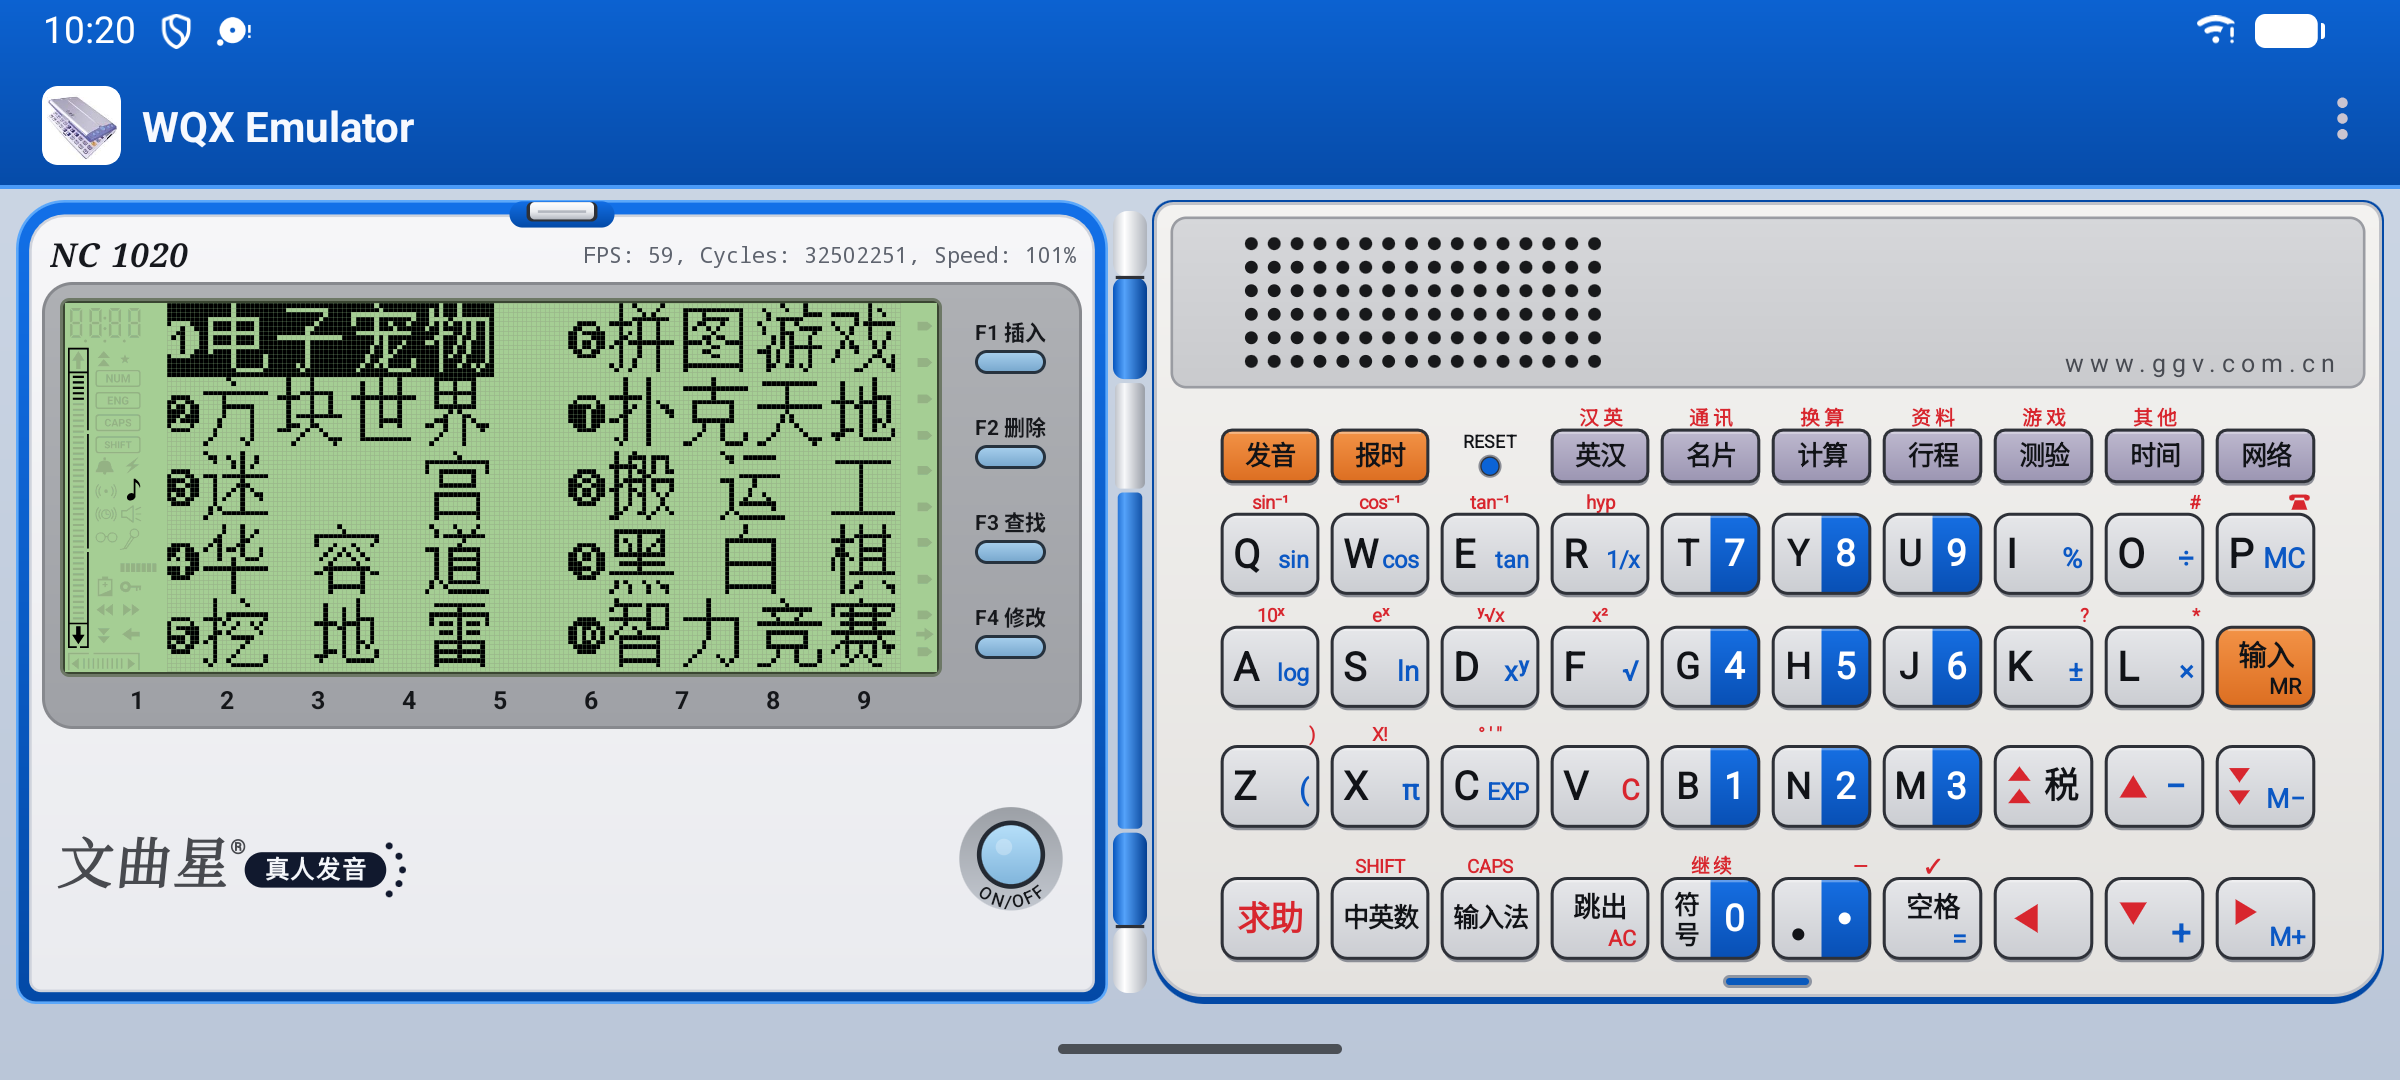 10:20
WQX Emulator
NC 1020
FPS: 59, Cycles: 32502251, Speed: 101%
1电子宠物 6拼图游戏
2方块世界 7扑克天地
3迷宫 8搬运工
4华容道 9黑白棋
5挖地雷 10智力竞赛
NUM
ENG
CAPS
SHIFT
F1 插入
F2 删除
F3 查找
F4 修改
1 2 3 4 5 6 7 8 9
文曲星® 真人发音
ON/OFF
www.ggv.com.cn
汉英 通讯 换算 资料 游戏 其他
发音 报时 RESET 英汉 名片 计算 行程 测验 时间 网络
sin⁻¹ cos⁻¹ tan⁻¹ hyp #
Q sin W cos E tan R 1/x T 7 Y 8 U 9 I % O ÷ P MC
10ˣ eˣ ʸ√x x² ? *
A log S ln D xʸ F √ G 4 H 5 J 6 K ± L × 输入 MR
) X! ° ' "
Z ( X π C EXP V C B 1 N 2 M 3 税 − M−
SHIFT CAPS 继续 − ✓
求助 中英数 输入法 跳出 AC 符号 0 . • 空格 = + M+